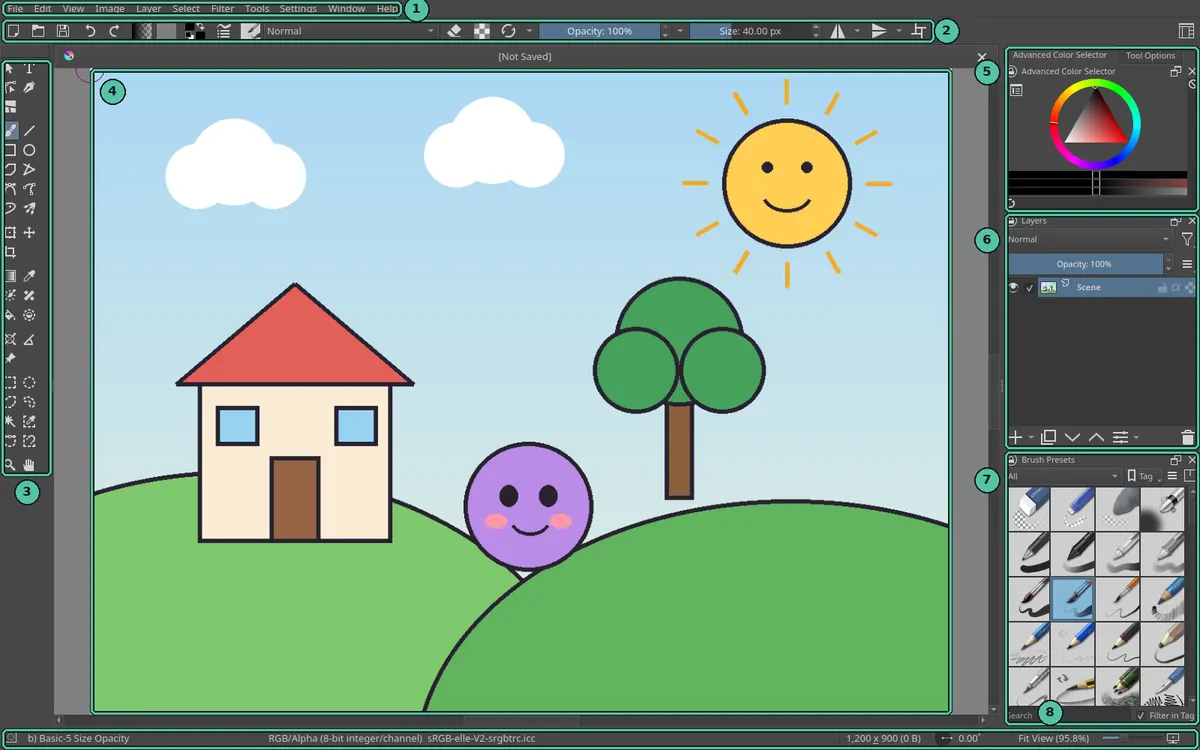 File Edit View Image Layer Select Filter Tools Settings Window Help 1
Normal Opacity: 100% Size: 40.00 px 2
[Not Saved]
3
4
5
Advanced Color Selector Tool Options
Advanced Color Selector
6
Layers
Normal
Opacity: 100%
Scene
7
Brush Presets
All Tag
8
Search Filter in Tag
b) Basic-5 Size Opacity RGB/Alpha (8-bit integer/channel) sRGB-elle-V2-srgbtrc.icc 1,200 x 900 (0 B) 0.00° Fit View (95.8%)